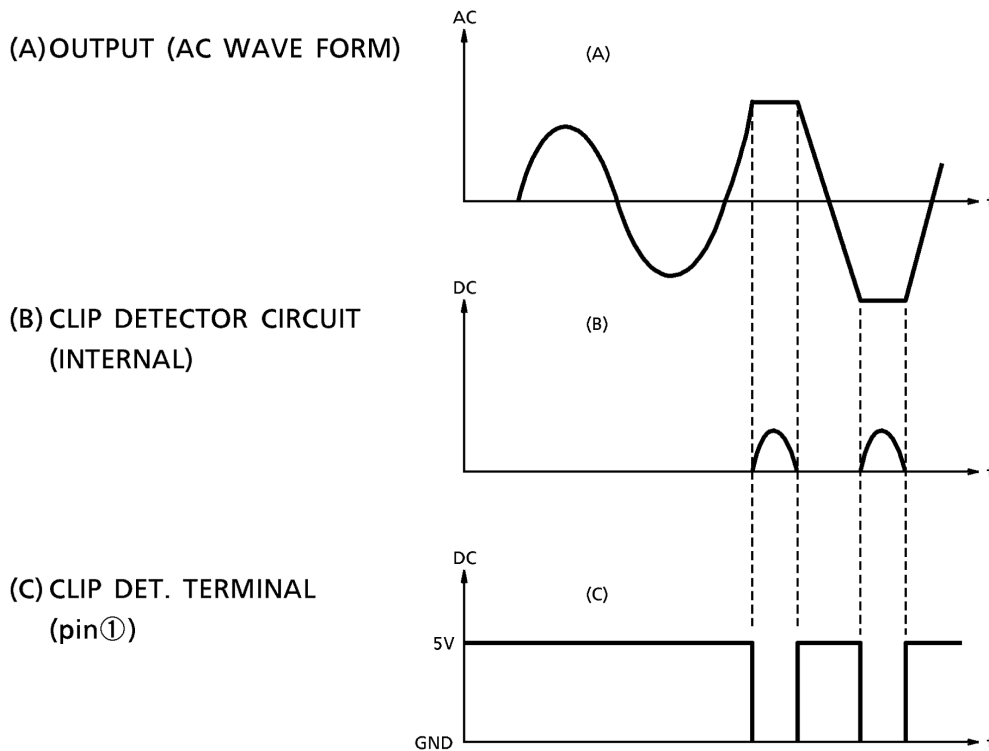 AC
(A) OUTPUT (AC WAVE FORM)
(A)
DC
(B) CLIP DETECTOR CIRCUIT
(INTERNAL)
(B)
DC
(C) CLIP DET. TERMINAL
(pin①)
(C)
5V
GND